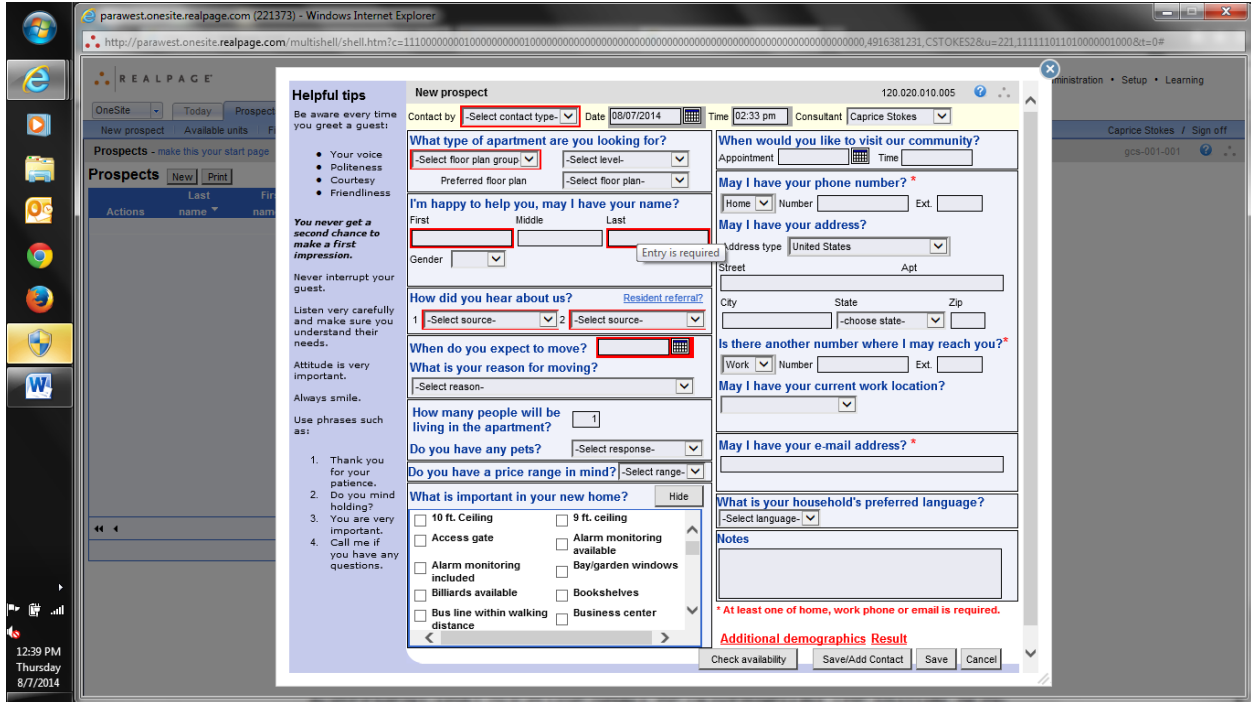 parawest.onesite.realpage.com (221373) - Windows Internet Explorer
REALPAGE
ministration • Setup • Learning
OneSite Today Prospect
New prospect Available units Fi
Caprice Stokes / Sign off
Prospects - make this your start page
gcs-001-001
Prospects New Print
Last Fir
Actions name nam
Helpful tips
Be aware every time
you greet a guest:
• Your voice
• Politeness
• Courtesy
• Friendliness
You never get a
second chance to
make a first
impression.
Never interrupt your
guest.
Listen very carefully
and make sure you
understand their
needs.
Attitude is very
important.
Always smile.
Use phrases such
as:
1. Thank you
for your
patience.
2. Do you mind
holding?
3. You are very
important.
4. Call me if
you have any
questions.
New prospect 120.020.010.005
Contact by -Select contact type- Date 08/07/2014 Time 02:33 pm Consultant Caprice Stokes
What type of apartment are you looking for?
-Select floor plan group -Select level-
Preferred floor plan -Select floor plan-
I'm happy to help you, may I have your name?
First Middle Last
Entry is required
Gender
How did you hear about us? Resident referral?
1 -Select source- 2 -Select source-
When do you expect to move?
What is your reason for moving?
-Select reason-
How many people will be
living in the apartment? 1
Do you have any pets? -Select response-
Do you have a price range in mind? -Select range-
What is important in your new home? Hide
10 ft. Ceiling 9 ft. ceiling
Access gate Alarm monitoring
available
Alarm monitoring
included Bay/garden windows
Billiards available Bookshelves
Bus line within walking
distance Business center
When would you like to visit our community?
Appointment Time
May I have your phone number? *
Home Number Ext.
May I have your address?
Address type United States
Street Apt
City State Zip
-choose state-
Is there another number where I may reach you?*
Work Number Ext.
May I have your current work location?
May I have your e-mail address? *
What is your household's preferred language?
-Select language-
Notes
* At least one of home, work phone or email is required.
Additional demographics Result
Check availability Save/Add Contact Save Cancel
12:39 PM
Thursday
8/7/2014